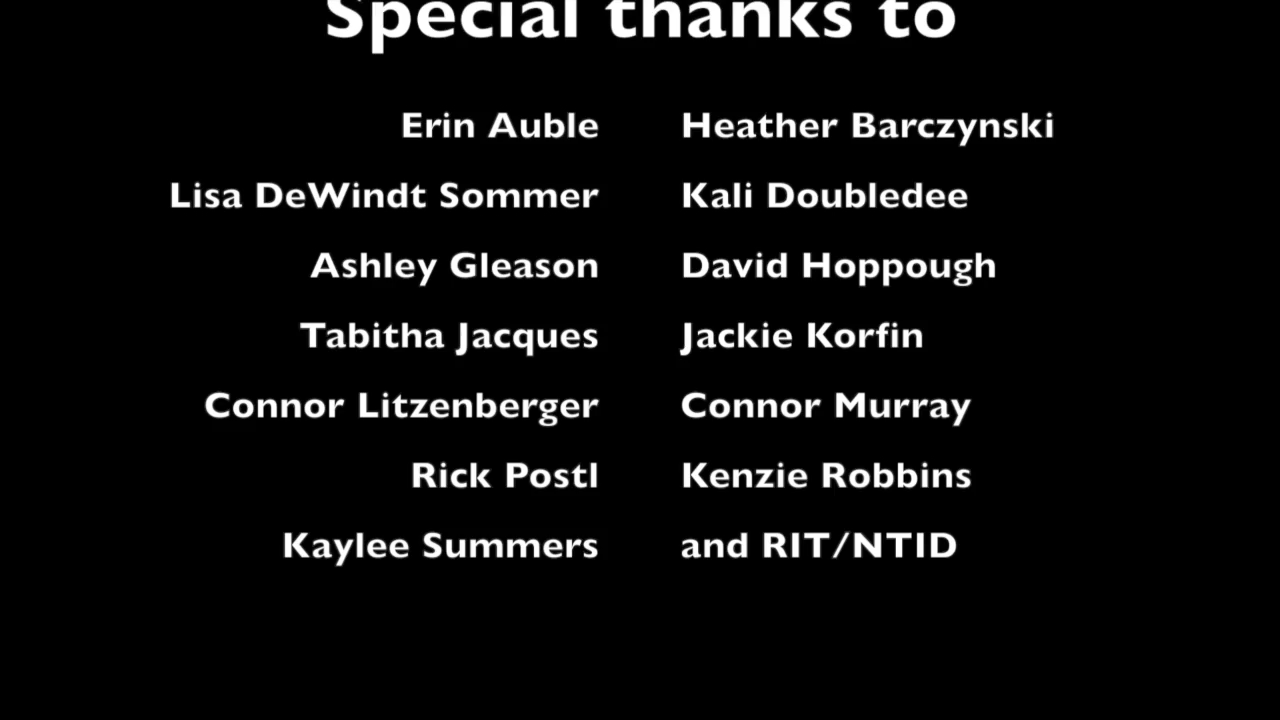 Special thanks to
Erin Auble Heather Barczynski
Lisa DeWindt Sommer Kali Doubledee
Ashley Gleason David Hoppough
Tabitha Jacques Jackie Korfin
Connor Litzenberger Connor Murray
Rick Postl Kenzie Robbins
Kaylee Summers and RIT/NTID